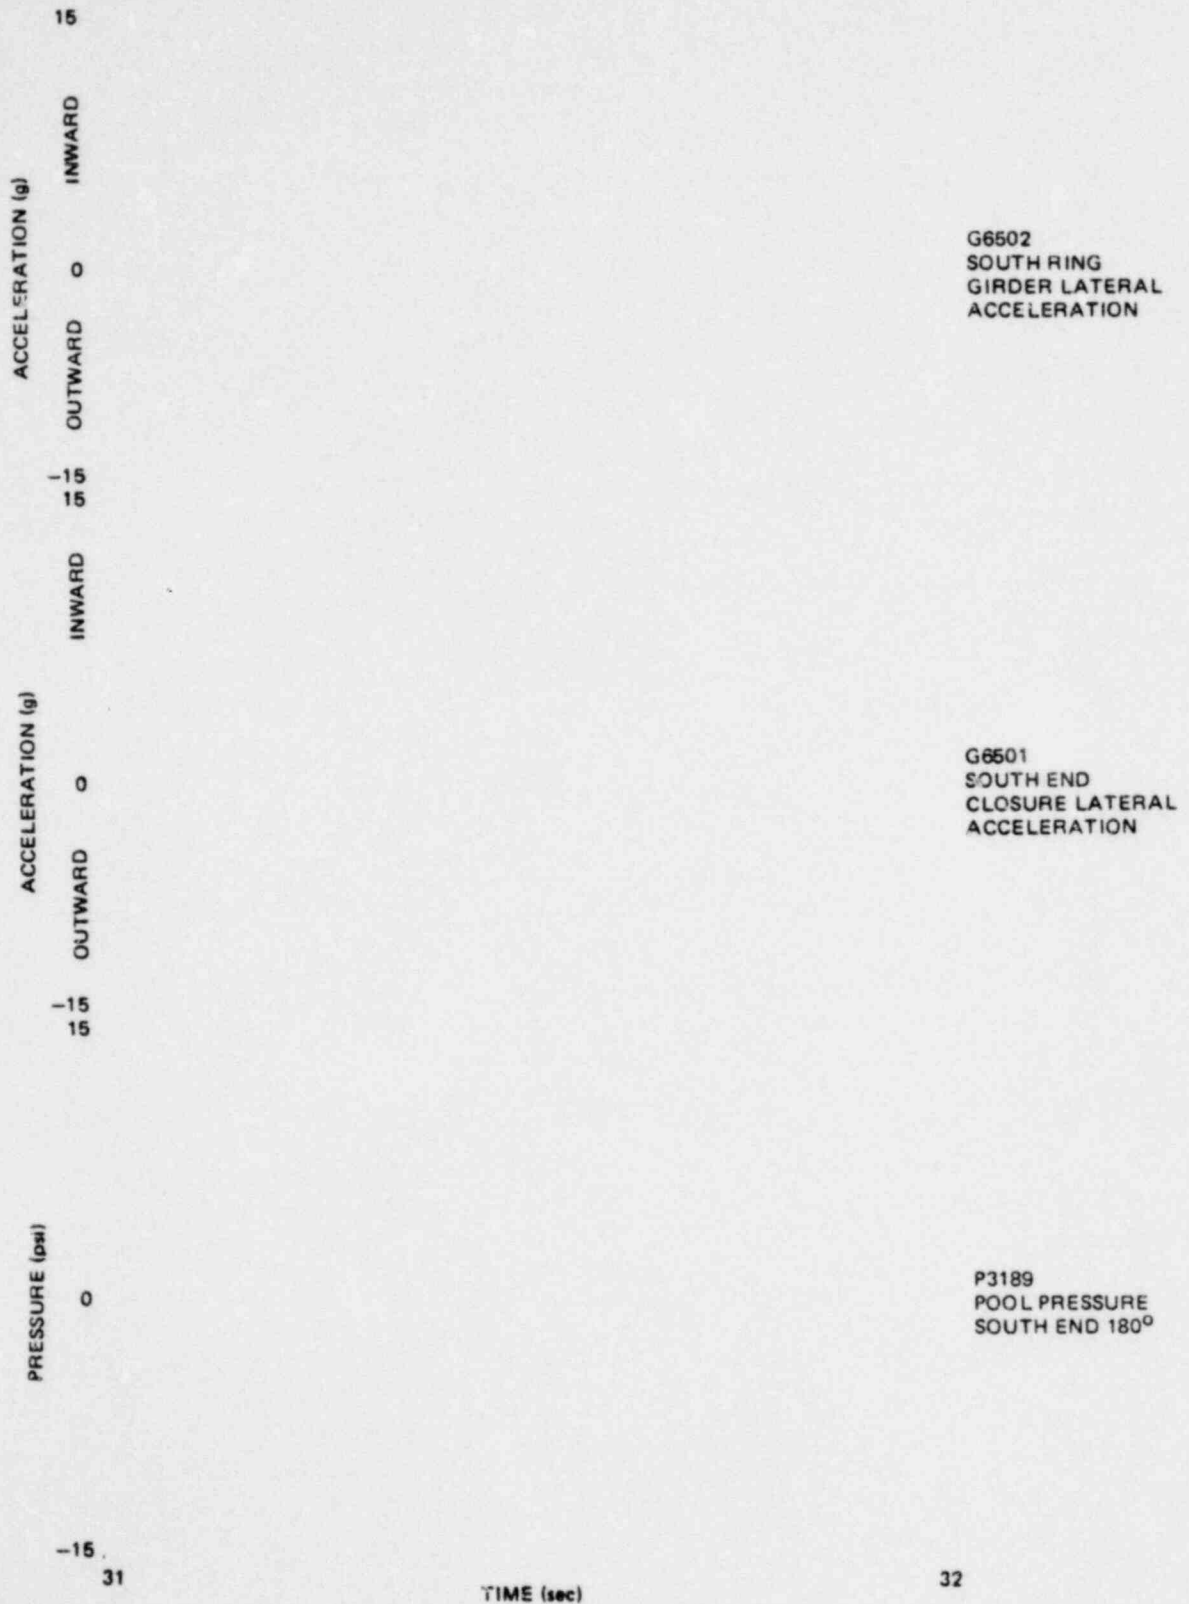 15
INWARD
ACCELERATION (g)
0
OUTWARD
-15
G6502
SOUTH RING
GIRDER LATERAL
ACCELERATION
15
INWARD
ACCELERATION (g)
0
OUTWARD
-15
G6501
SOUTH END
CLOSURE LATERAL
ACCELERATION
15
PRESSURE (psi)
0
-15
P3189
POOL PRESSURE
SOUTH END 180°
31
TIME (sec)
32